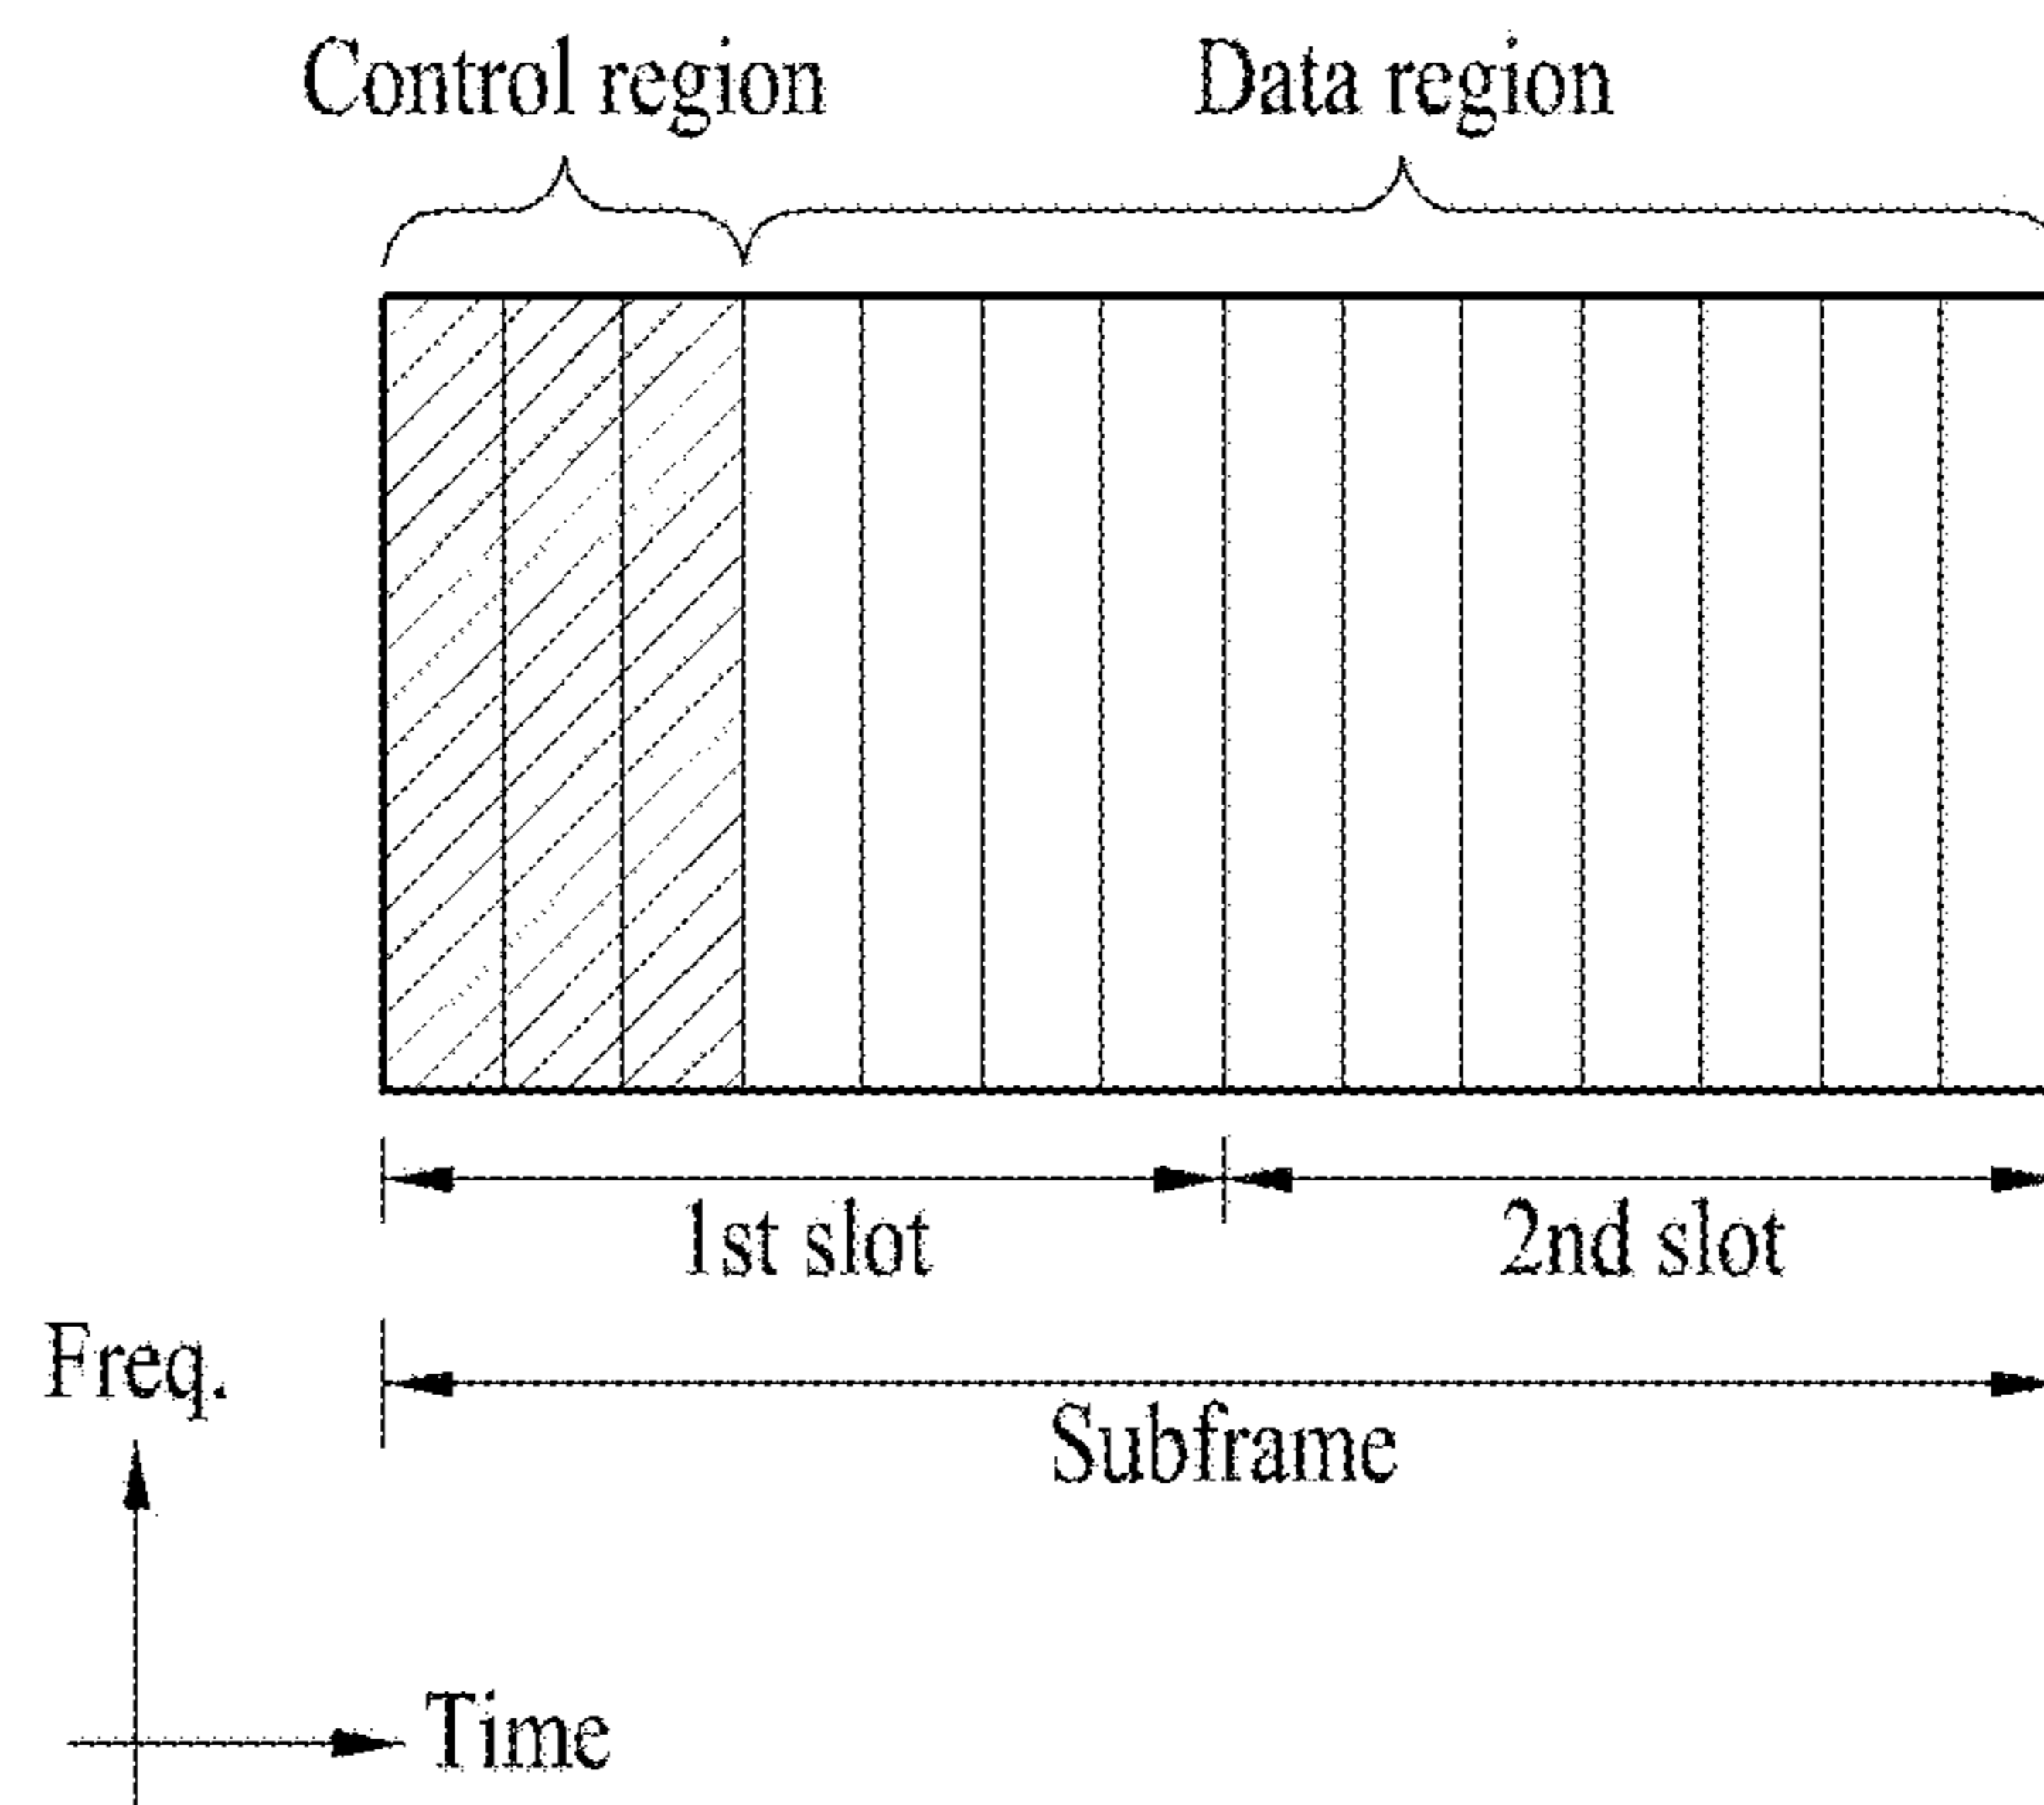 Control region Data region
1st slot 2nd slot
Subframe
Freq.
Time